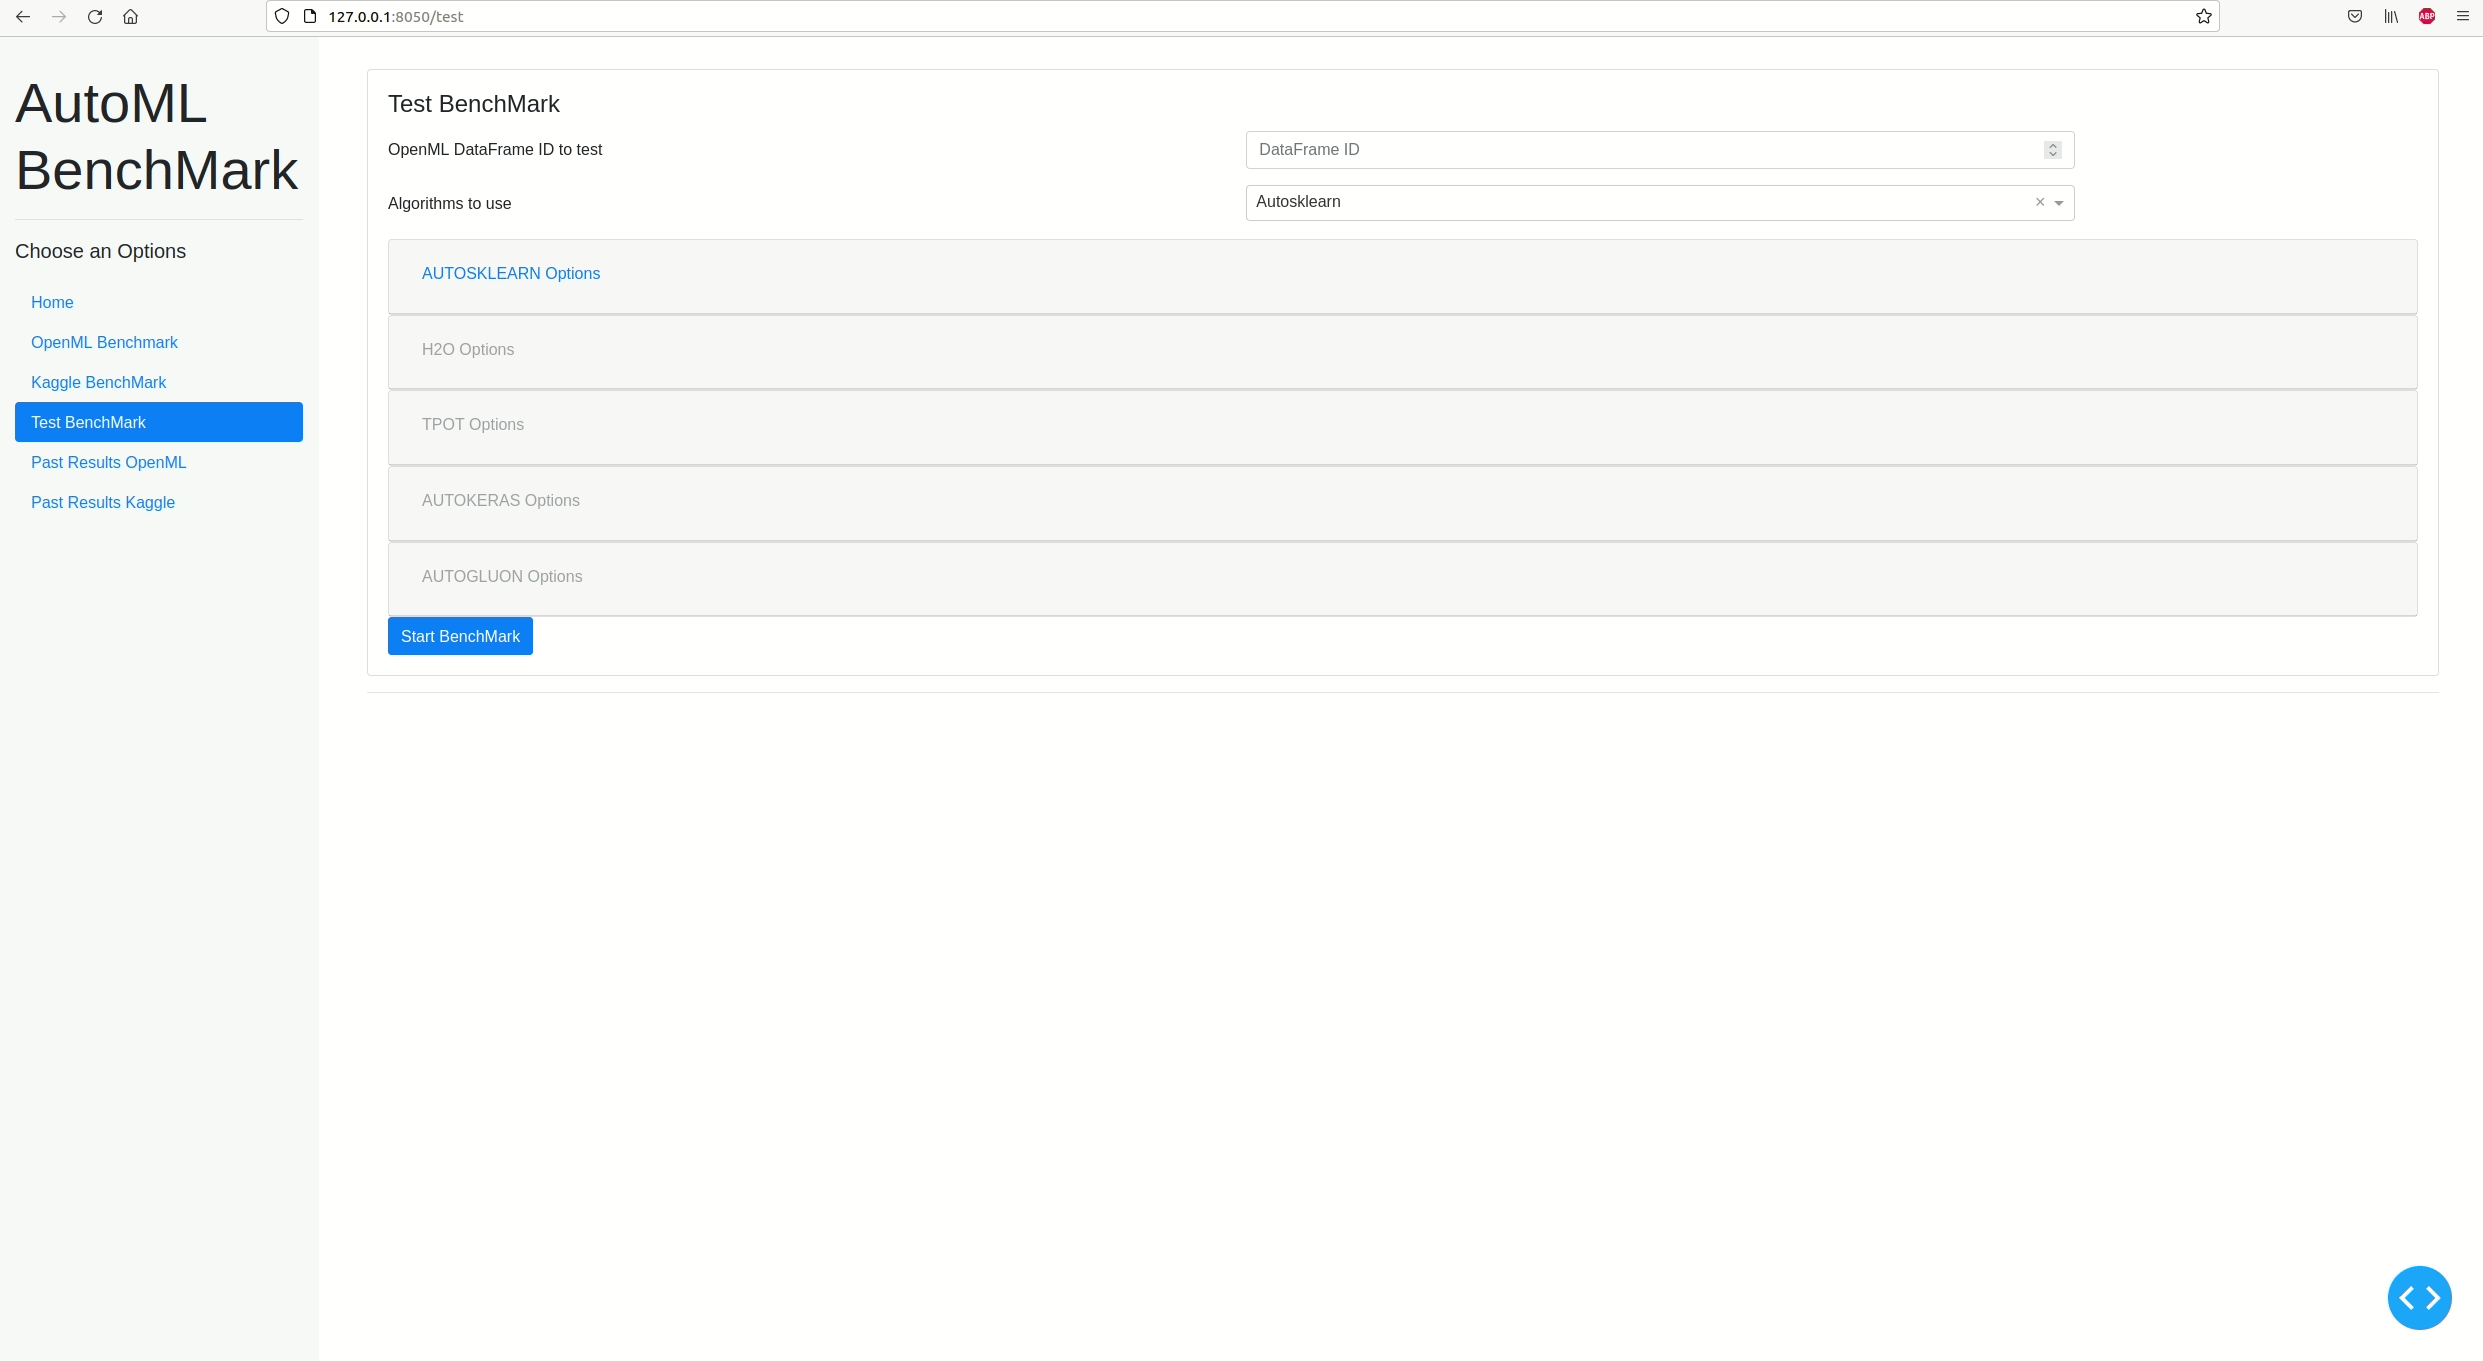 127.0.0.1:8050/test
ABP
AutoML
BenchMark
Choose an Options
Home
OpenML Benchmark
Kaggle BenchMark
Test BenchMark
Past Results OpenML
Past Results Kaggle
Test BenchMark
OpenML DataFrame ID to test
DataFrame ID
Algorithms to use
Autosklearn
AUTOSKLEARN Options
H2O Options
TPOT Options
AUTOKERAS Options
AUTOGLUON Options
Start BenchMark